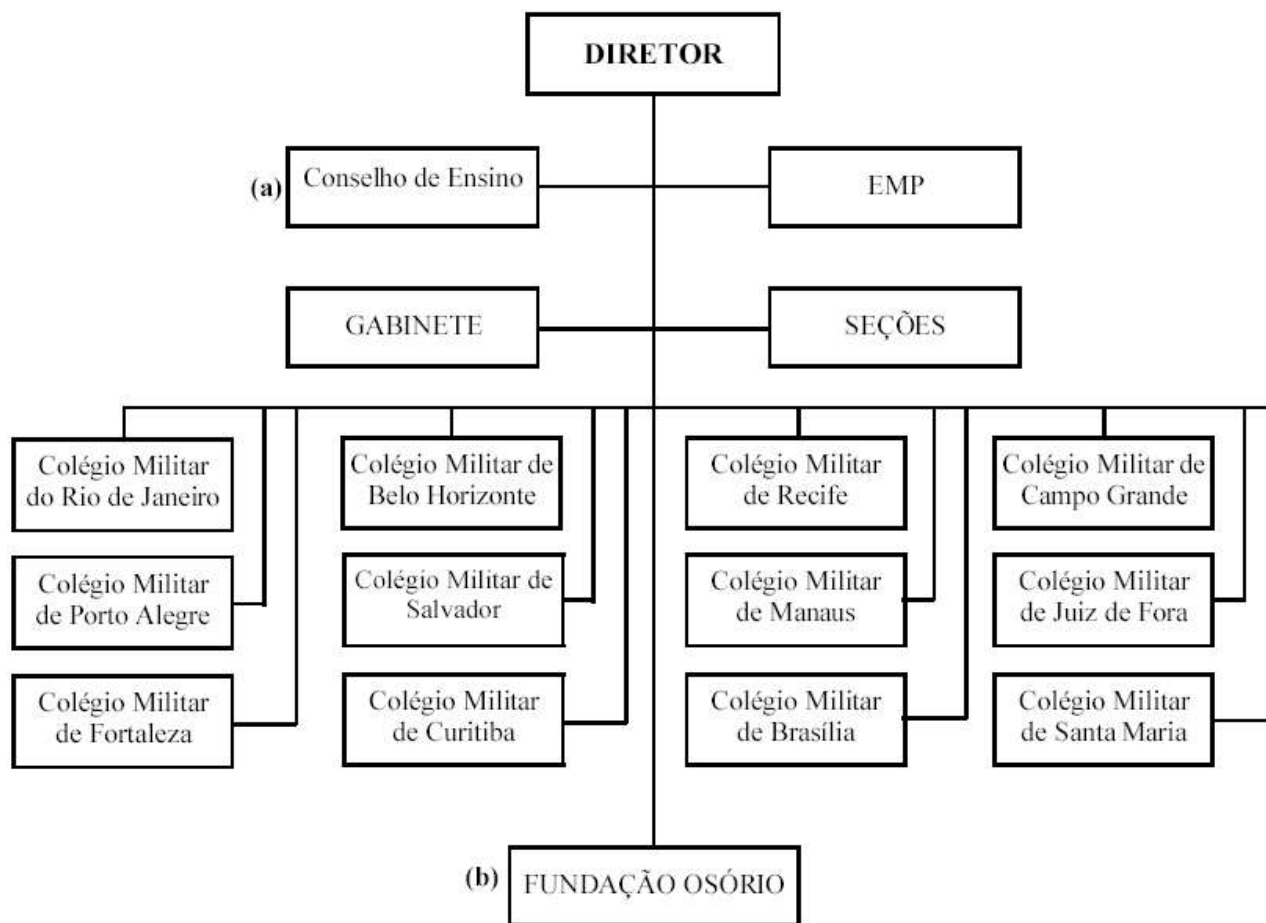 DIRETOR
(a)
Conselho de Ensino
EMP
GABINETE
SEÇÕES
Colégio Militar
do Rio de Janeiro
Colégio Militar de
Belo Horizonte
Colégio Militar
de Recife
Colégio Militar de
Campo Grande
Colégio Militar
de Porto Alegre
Colégio Militar de
Salvador
Colégio Militar
de Manaus
Colégio Militar
de Juiz de Fora
Colégio Militar
de Fortaleza
Colégio Militar
de Curitiba
Colégio Militar
de Brasília
Colégio Militar
de Santa Maria
(b)
FUNDAÇÃO OSÓRIO